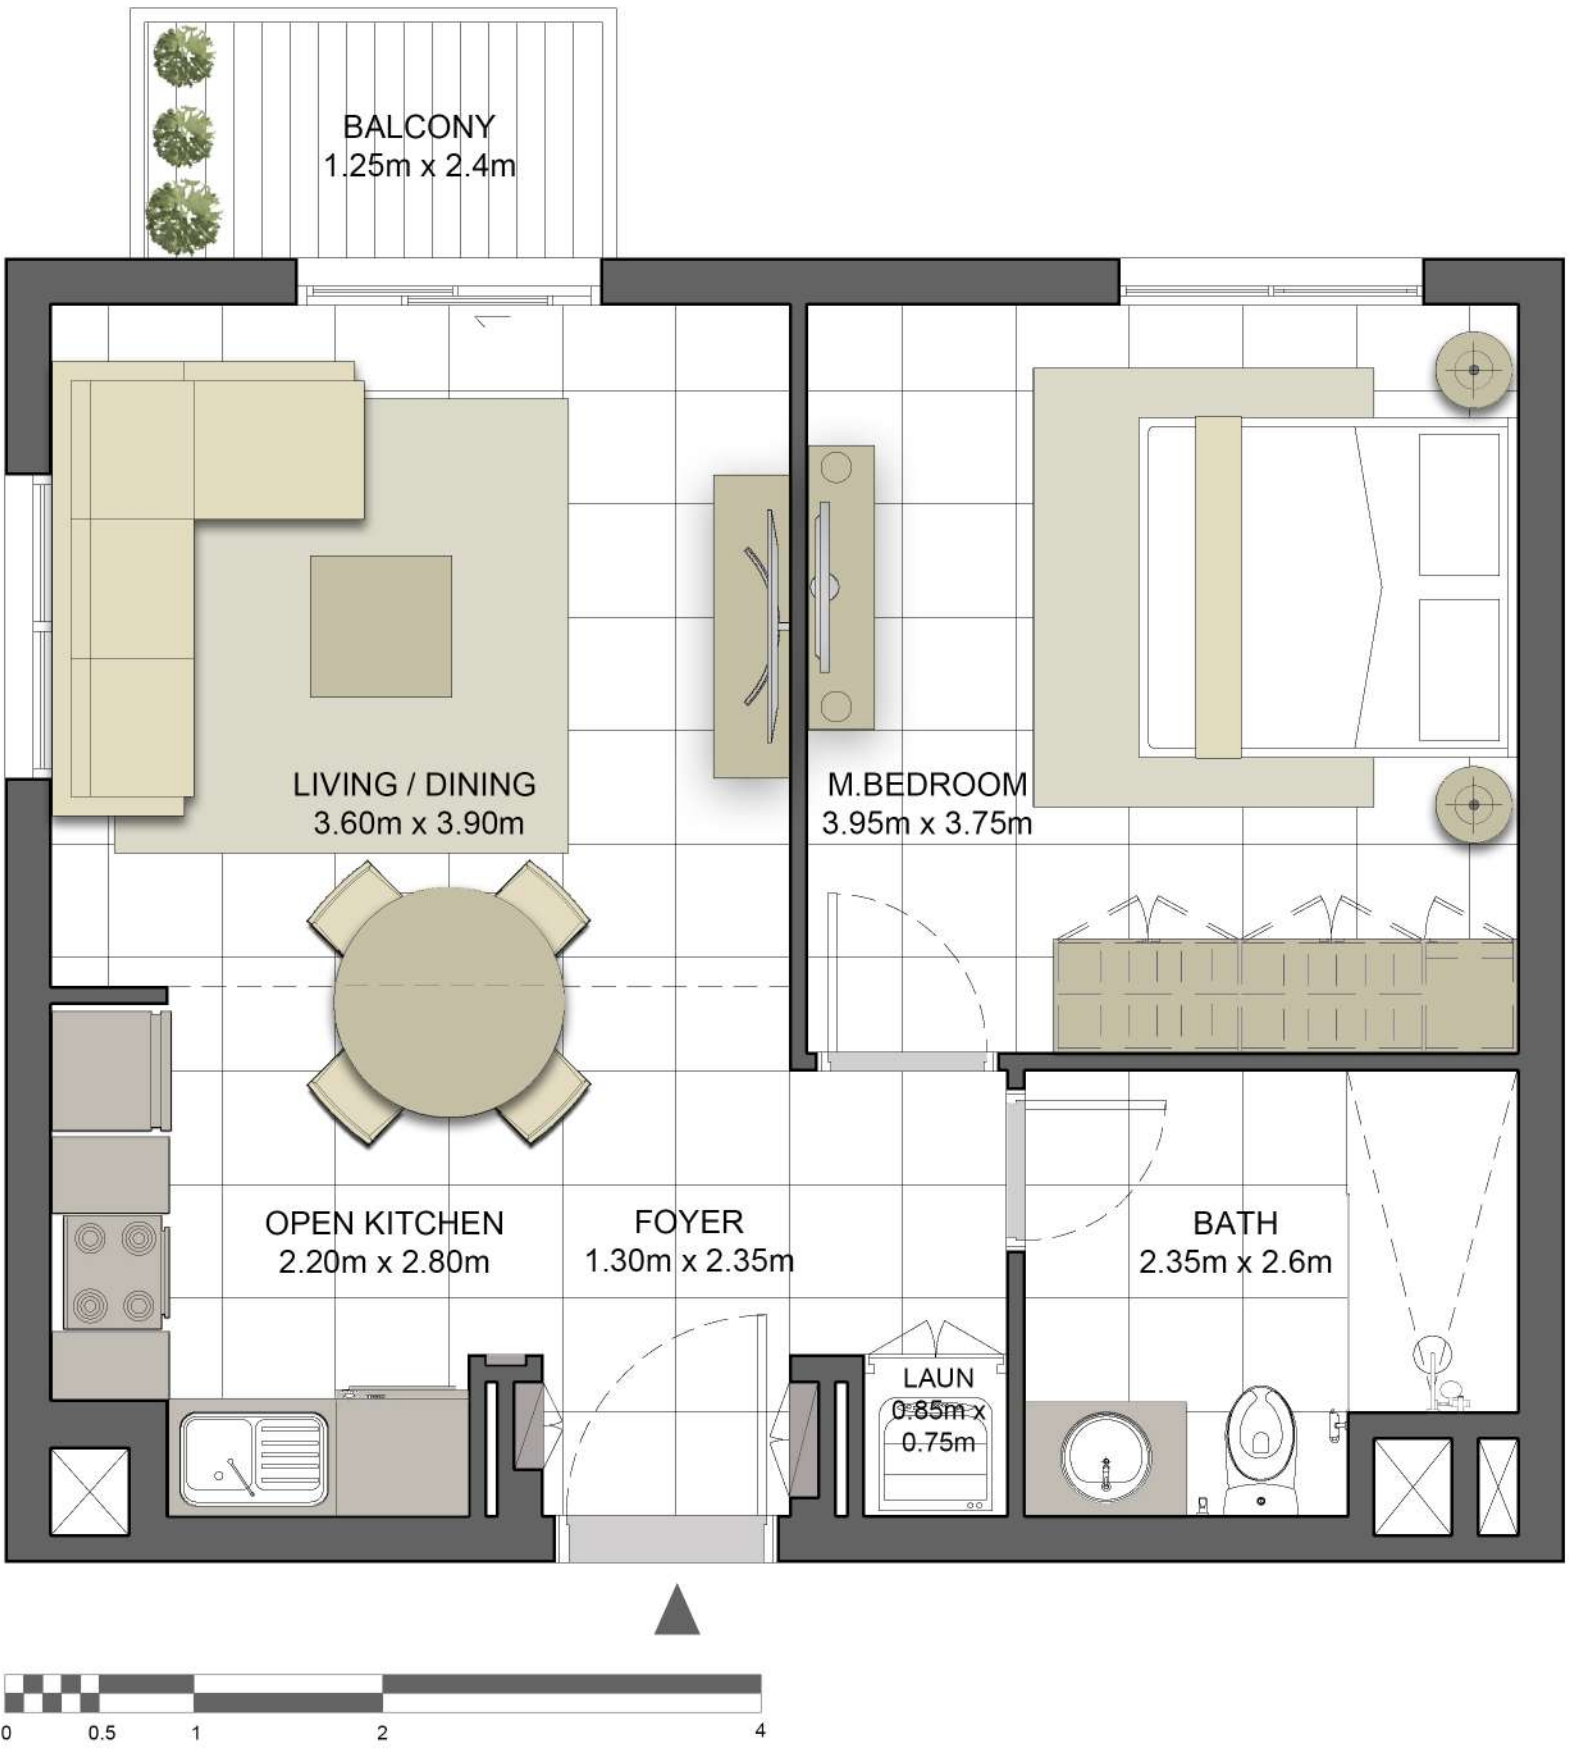 BALCONY
1.25m x 2.4m
LIVING / DINING
3.60m x 3.90m
M.BEDROOM
3.95m x 3.75m
OPEN KITCHEN
2.20m x 2.80m
FOYER
1.30m x 2.35m
BATH
2.35m x 2.6m
LAUN
0.85m x
0.75m
0 0.5 1 2 4